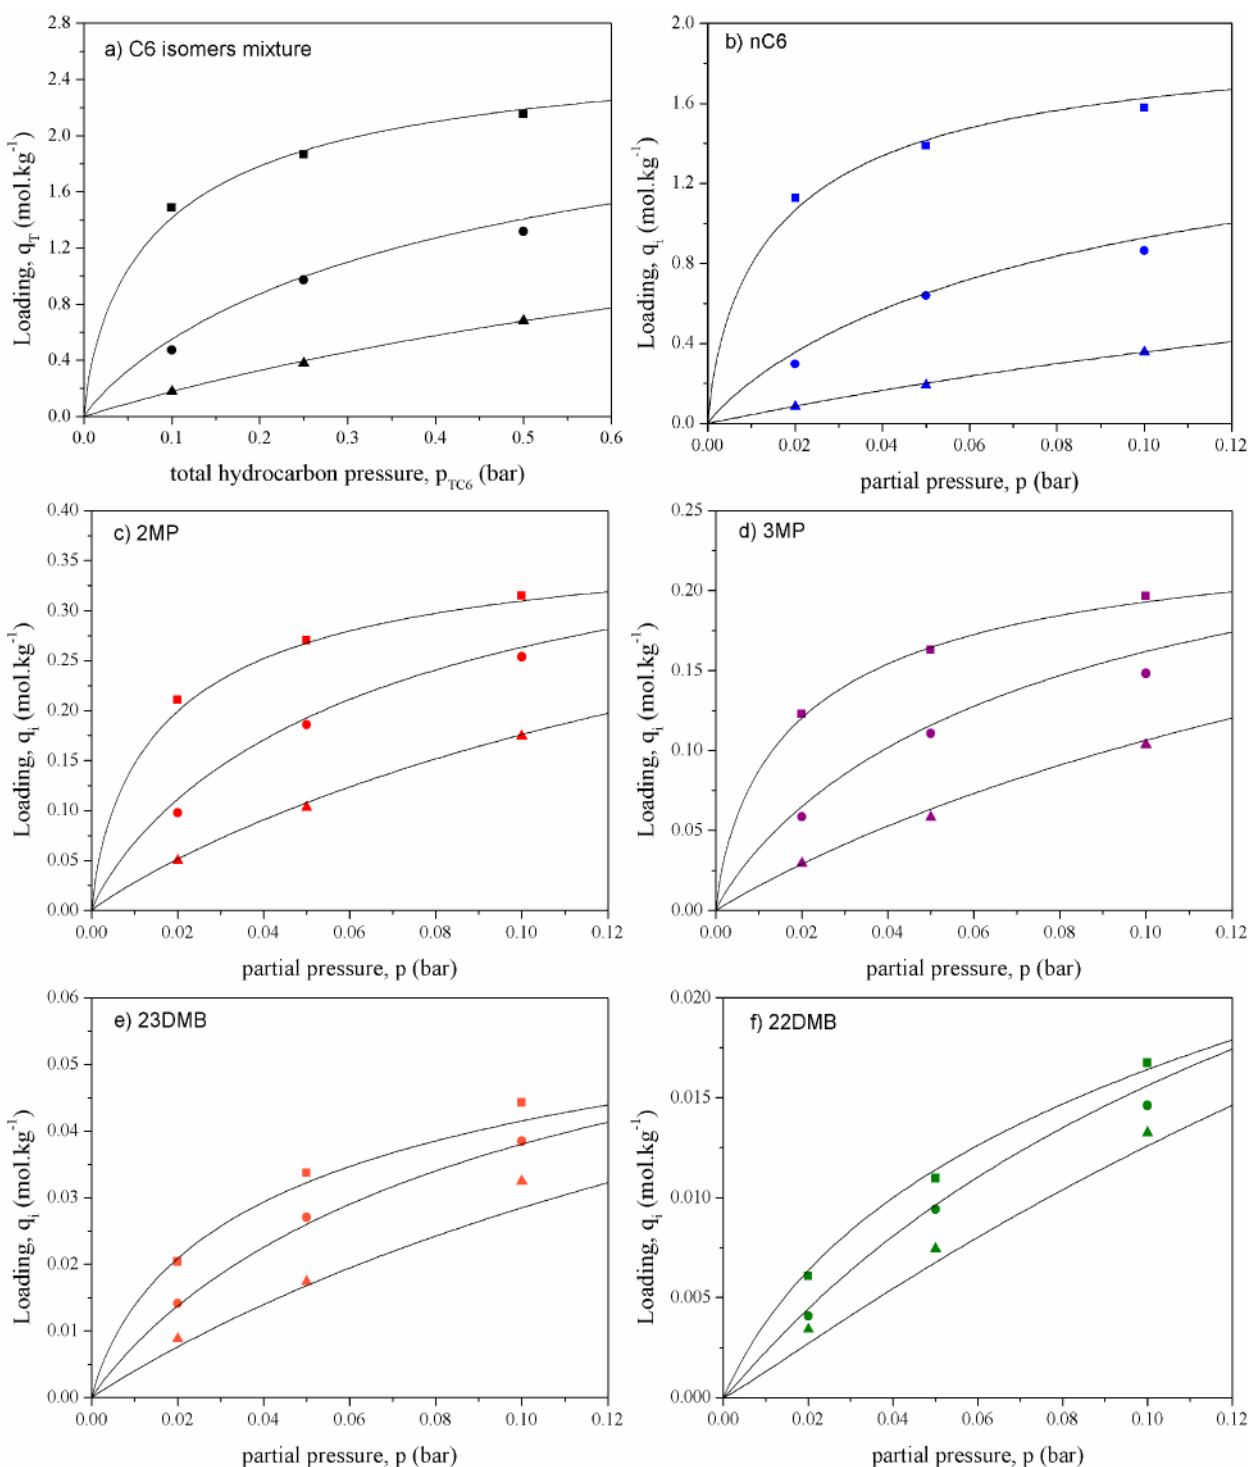 a) C6 isomers mixture
Loading, q_T (mol.kg⁻¹)
2.8
2.4
2.0
1.6
1.2
0.8
0.4
0.0
0.0 0.1 0.2 0.3 0.4 0.5 0.6
total hydrocarbon pressure, p_TC6 (bar)
b) nC6
Loading, q_i (mol.kg⁻¹)
2.0
1.6
1.2
0.8
0.4
0.0
0.00 0.02 0.04 0.06 0.08 0.10 0.12
partial pressure, p (bar)
c) 2MP
Loading, q_i (mol.kg⁻¹)
0.40
0.35
0.30
0.25
0.20
0.15
0.10
0.05
0.00
0.00 0.02 0.04 0.06 0.08 0.10 0.12
partial pressure, p (bar)
d) 3MP
Loading, q_i (mol.kg⁻¹)
0.25
0.20
0.15
0.10
0.05
0.00
0.00 0.02 0.04 0.06 0.08 0.10 0.12
partial pressure, p (bar)
e) 23DMB
Loading, q_i (mol.kg⁻¹)
0.06
0.05
0.04
0.03
0.02
0.01
0.00
0.00 0.02 0.04 0.06 0.08 0.10 0.12
partial pressure, p (bar)
f) 22DMB
Loading, q_i (mol.kg⁻¹)
0.020
0.015
0.010
0.005
0.000
0.00 0.02 0.04 0.06 0.08 0.10 0.12
partial pressure, p (bar)